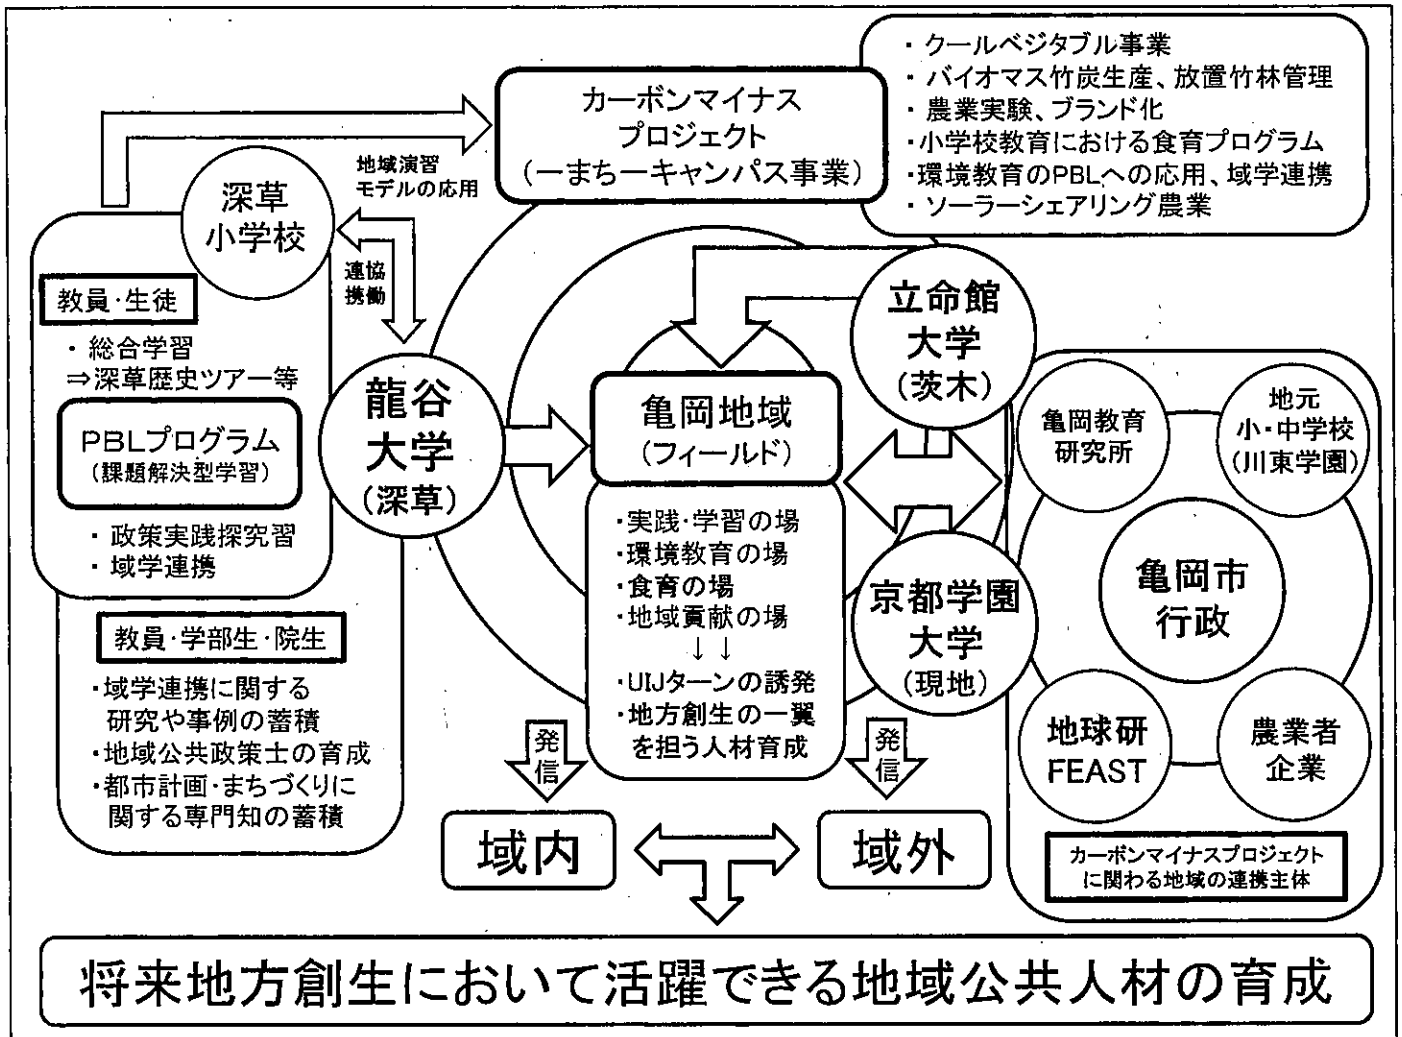 ・クールベジタブル事業
・バイオマス竹炭生産、放置竹林管理
・農業実験、ブランド化
・小学校教育における食育プログラム
・環境教育のPBLへの応用、域学連携
・ソーラーシェアリング農業
カーボンマイナス
プロジェクト
(一まち一キャンパス事業)
地域演習
モデルの応用
深草
小学校
連協
携働
教員・生徒
・総合学習
⇒深草歴史ツアー等
PBLプログラム
(課題解決型学習)
・政策実践探究習
・域学連携
教員・学部生・院生
・域学連携に関する
研究や事例の蓄積
・地域公共政策士の育成
・都市計画・まちづくりに
関する専門知の蓄積
龍谷
大学
(深草)
亀岡地域
(フィールド)
・実践・学習の場
・環境教育の場
・食育の場
・地域貢献の場
↓↓
・UIJターンの誘発
・地方創生の一翼
を担う人材育成
立命館
大学
(茨木)
京都学園
大学
(現地)
亀岡教育
研究所
地元
小・中学校
(川東学園)
亀岡市
行政
地球研
FEAST
農業者
企業
カーボンマイナスプロジェクト
に関わる地域の連携主体
発信
発信
域内
域外
将来地方創生において活躍できる地域公共人材の育成